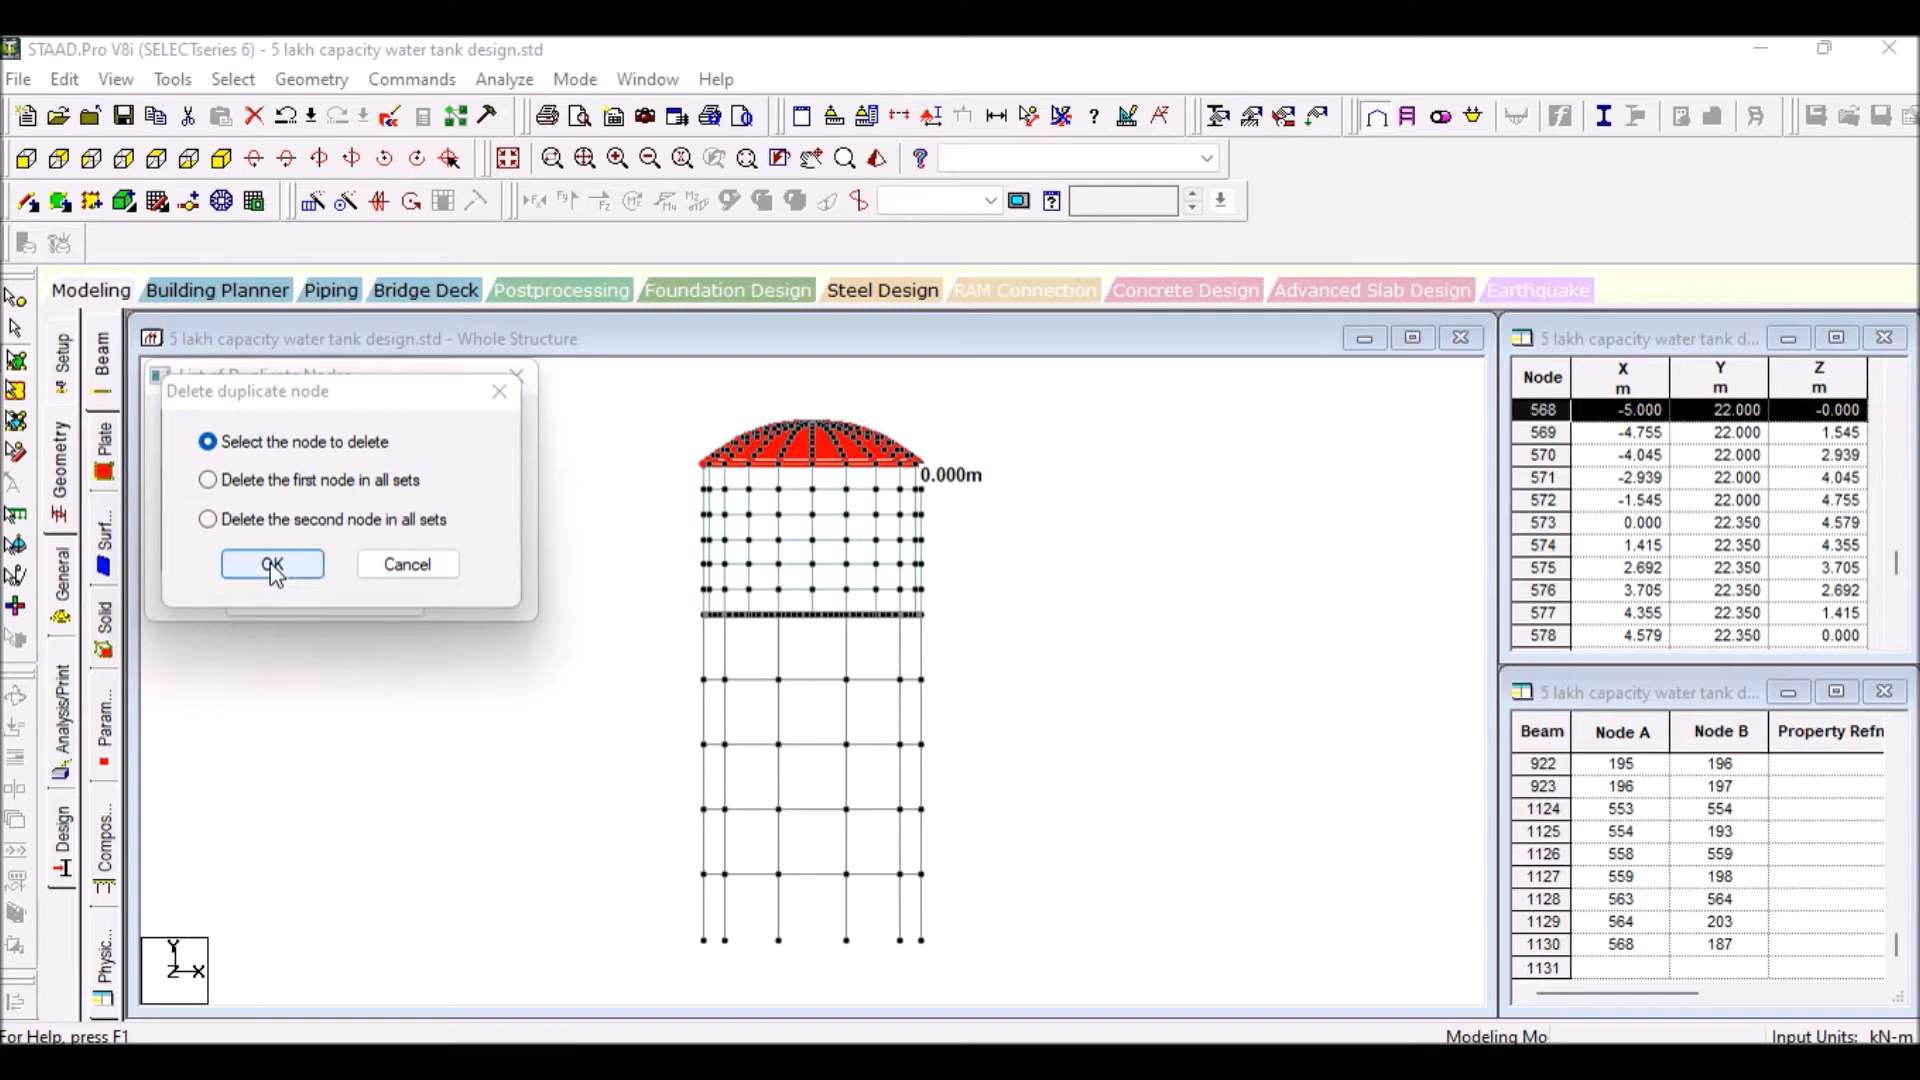 STAAD.Pro V8i (SELECTseries 6) - 5 lakh capacity water tank design.std
File Edit View Tools Select Geometry Commands Analyze Mode Window Help
Modeling Building Planner Piping Bridge Deck Postprocessing Foundation Design Steel Design RAM Connection Concrete Design Advanced Slab Design Earthquake
Setup
Geometry
General
Analysis/Print
Design
Beam
Plate
Surf...
Solid
Param...
Compos...
Physic...
5 lakh capacity water tank design.std - Whole Structure
Delete duplicate node
Select the node to delete
Delete the first node in all sets
Delete the second node in all sets
OK Cancel
0.000m
Y
Z X
5 lakh capacity water tank d...
Node X m Y m Z m
568 -5.000 22.000 -0.000
569 -4.755 22.000 1.545
570 -4.045 22.000 2.939
571 -2.939 22.000 4.045
572 -1.545 22.000 4.755
573 0.000 22.350 4.579
574 1.415 22.350 4.355
575 2.692 22.350 3.705
576 3.705 22.350 2.692
577 4.355 22.350 1.415
578 4.579 22.350 0.000
5 lakh capacity water tank d...
Beam Node A Node B Property Refn
922 195 196
923 196 197
1124 553 554
1125 554 193
1126 558 559
1127 559 198
1128 563 564
1129 564 203
1130 568 187
1131
For Help, press F1
Modeling Mo
Input Units: kN-m